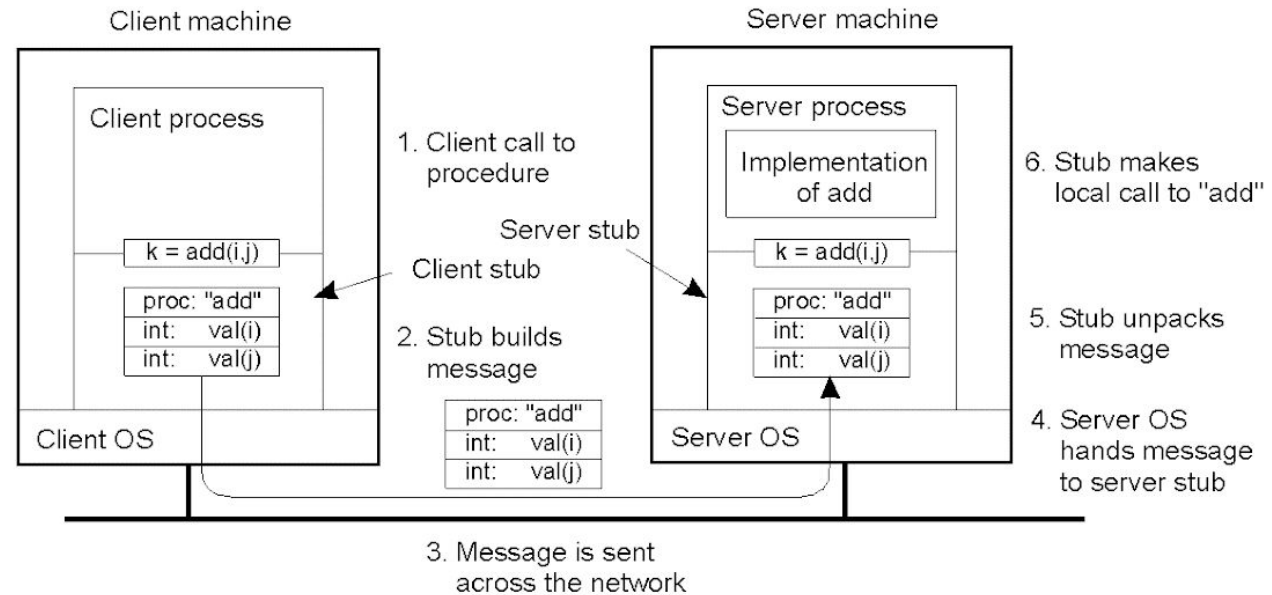 Client machine
Server machine
Client process
1. Client call to
procedure
k = add(i,j)
Client stub
proc: "add"
int: val(i)
int: val(j)
2. Stub builds
message
proc: "add"
int: val(i)
int: val(j)
Client OS
3. Message is sent
across the network
Server process
Implementation
of add
Server stub
k = add(i,j)
proc: "add"
int: val(i)
int: val(j)
Server OS
6. Stub makes
local call to "add"
5. Stub unpacks
message
4. Server OS
hands message
to server stub